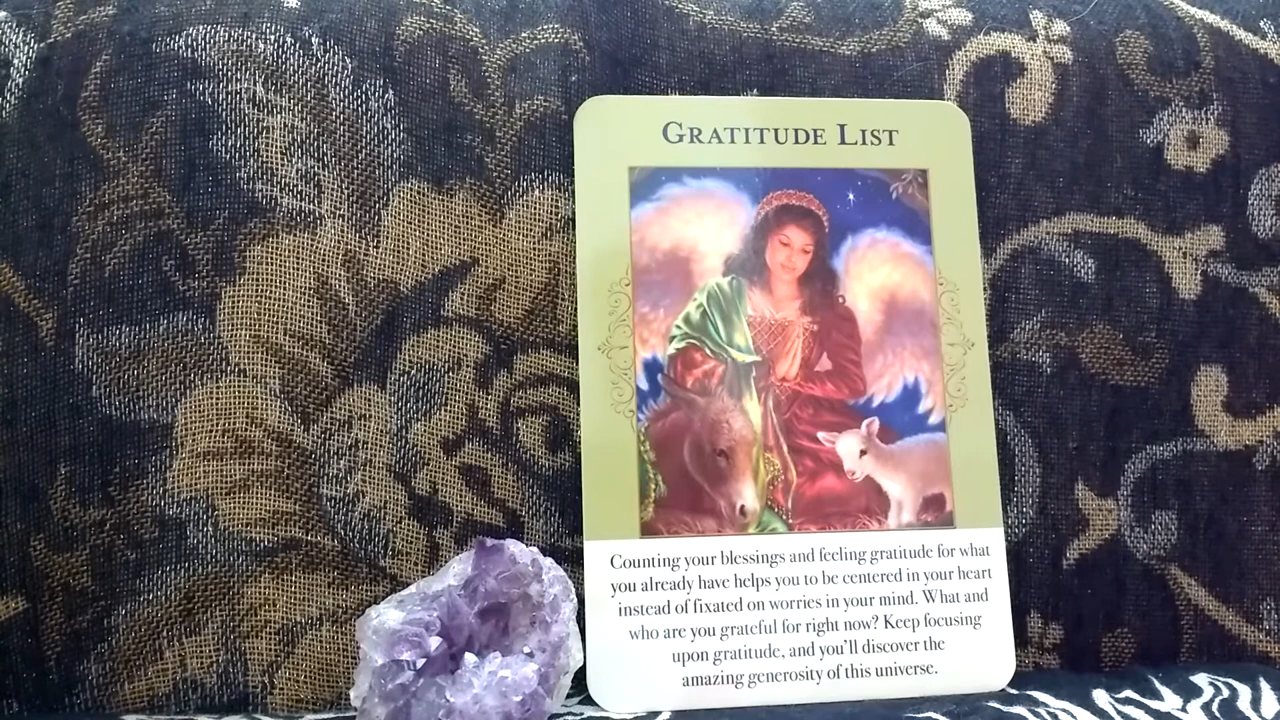 GRATITUDE LIST
Counting your blessings and feeling gratitude for what
you already have helps you to be centered in your heart
instead of fixated on worries in your mind. What and
who are you grateful for right now? Keep focusing
upon gratitude, and you'll discover the
amazing generosity of this universe.